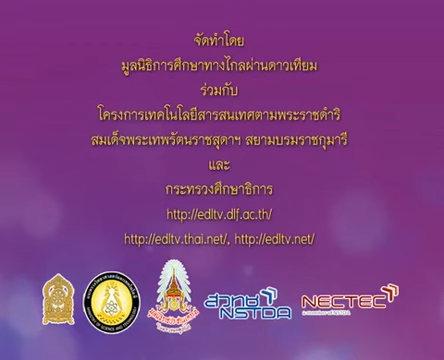 จัดทำโดย
มูลนิธิการศึกษาทางไกลผ่านดาวเทียม
ร่วมกับ
โครงการเทคโนโลยีสารสนเทศตามพระราชดำริ
สมเด็จพระเทพรัตนราชสุดาฯ สยามบรมราชกุมารี
และ
กระทรวงศึกษาธิการ
http://edltv.dlf.ac.th/
http://edltv.thai.net/, http://edltv.net/
สวทช
NSTDA
NECTEC
a member of NSTDA